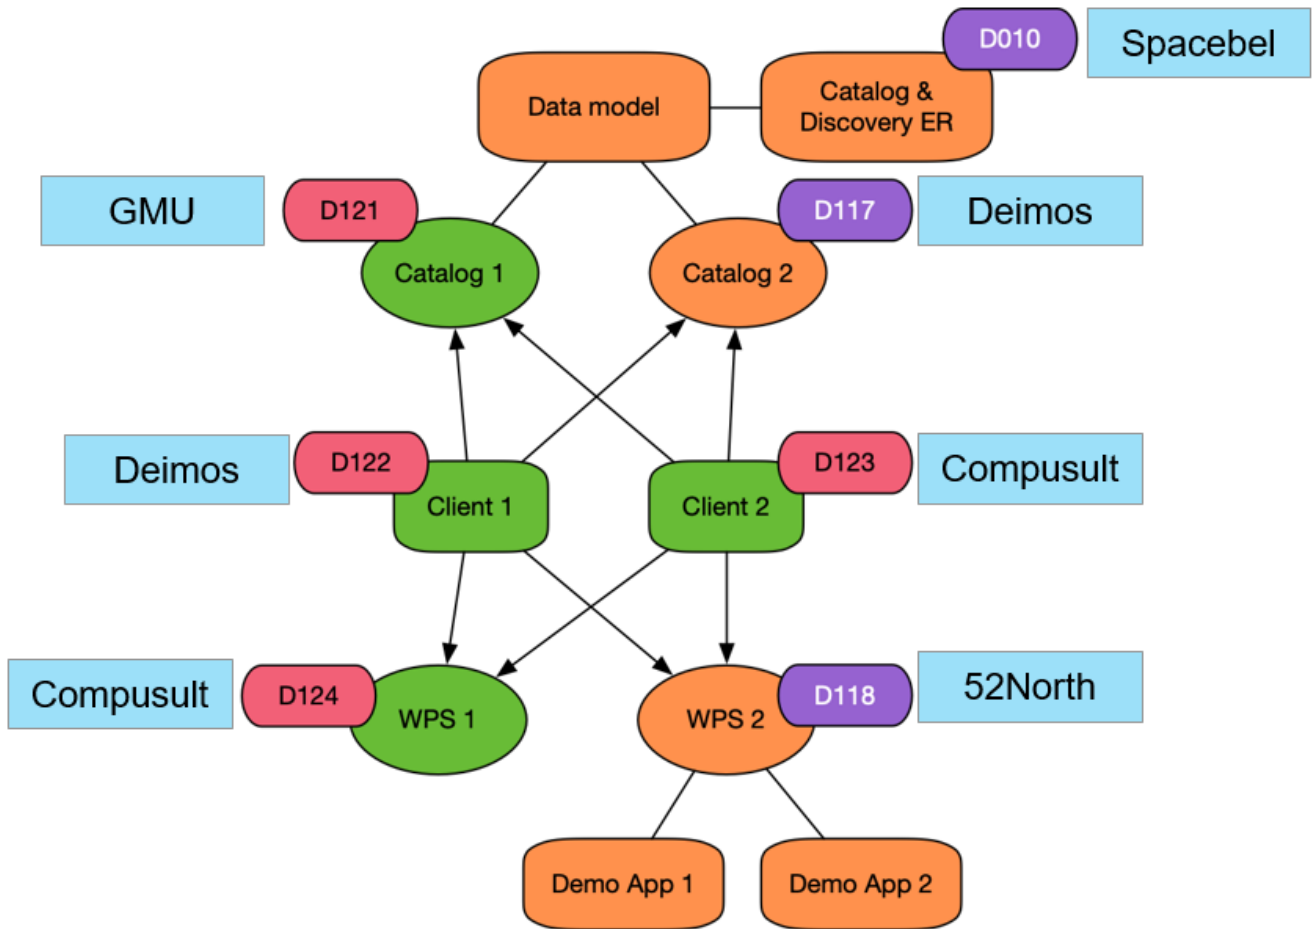 D010
Spacebel
Data model
Catalog &
Discovery ER
GMU
D121
D117
Deimos
Catalog 1
Catalog 2
Deimos
D122
D123
Compusult
Client 1
Client 2
Compusult
D124
WPS 1
WPS 2
D118
52North
Demo App 1
Demo App 2